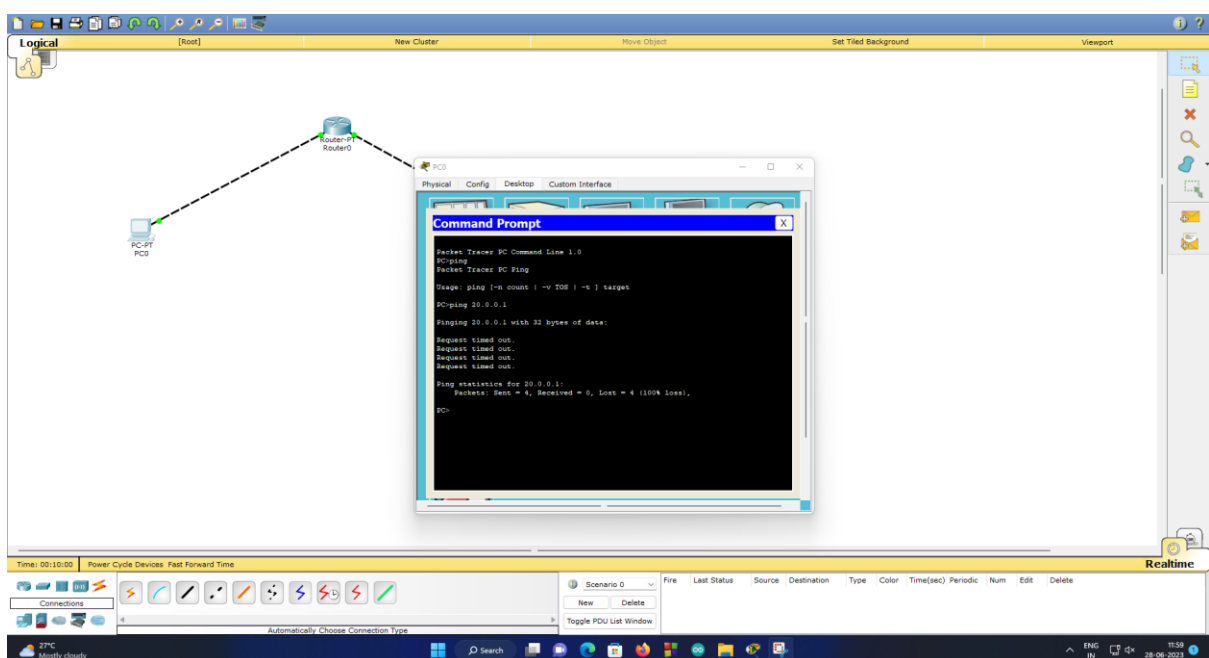 Logical
[Root]
New Cluster
Move Object
Set Tiled Background
Viewport
Router-PT
Router0
PC-PT
PC0
PC0
Physical Config Desktop Custom Interface
Command Prompt
X
Packet Tracer PC Command Line 1.0
PC>ping
Packet Tracer PC Ping
Usage: ping [-n count | -v TOS | -t ] target
PC>ping 20.0.0.1
Pinging 20.0.0.1 with 32 bytes of data:
Request timed out.
Request timed out.
Request timed out.
Request timed out.
Ping statistics for 20.0.0.1:
Packets: Sent = 4, Received = 0, Lost = 4 (100% loss),
PC>
Time: 00:10:00 Power Cycle Devices Fast Forward Time
Realtime
Connections
Automatically Choose Connection Type
Scenario 0
New Delete
Toggle PDU List Window
Fire Last Status Source Destination Type Color Time(sec) Periodic Num Edit Delete
27°C
Mostly cloudy
Search
ENG
IN
11:59
28-06-2023